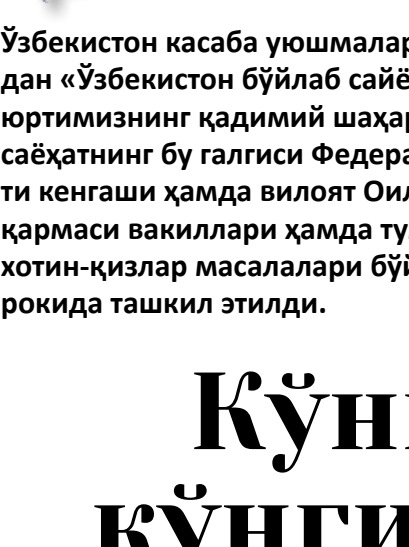 Ўзбекистон касаба уюшмалар
дан «Ўзбекистон бўйлаб сайё
юртимизнинг қадимий шаҳар
саёҳатнинг бу галгиси Федера
ти кенгаши ҳамда вилоят Оил
қармаси вакиллари ҳамда ту
хотин-қизлар масалалари бўй
рокида ташкил этилди.
Кўн
кўнги